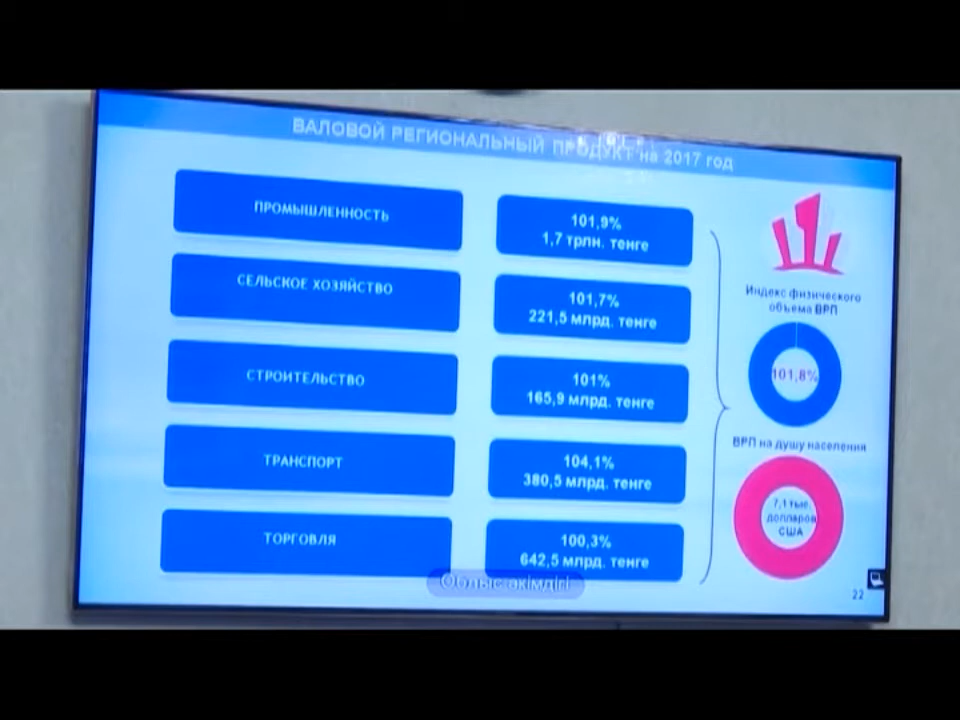 ВАЛОВОЙ РЕГИОНАЛЬНЫЙ ПРОДУКТ на 2017 год
ПРОМЫШЛЕННОСТЬ
101,9%
1,7 трлн. тенге
СЕЛЬСКОЕ ХОЗЯЙСТВО
101,7%
221,5 млрд. тенге
СТРОИТЕЛЬСТВО
101%
165,9 млрд. тенге
ТРАНСПОРТ
104,1%
380,5 млрд. тенге
ТОРГОВЛЯ
100,3%
642,5 млрд. тенге
Индекс физического
объема ВРП
101,8%
ВРП на душу населения
7,1 тыс.
долларов
США
Облыс әкімдігі
22